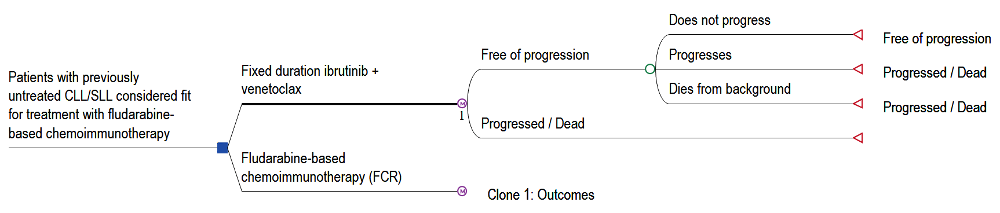 Patients with previously
untreated CLL/SLL considered fit
for treatment with fludarabine-
based chemoimmunotherapy
Fixed duration ibrutinib +
venetoclax
M
1
Free of progression
Does not progress
Free of progression
Progresses
Progressed / Dead
Dies from background
Progressed / Dead
Progressed / Dead
Fludarabine-based
chemoimmunotherapy (FCR)
M
Clone 1: Outcomes